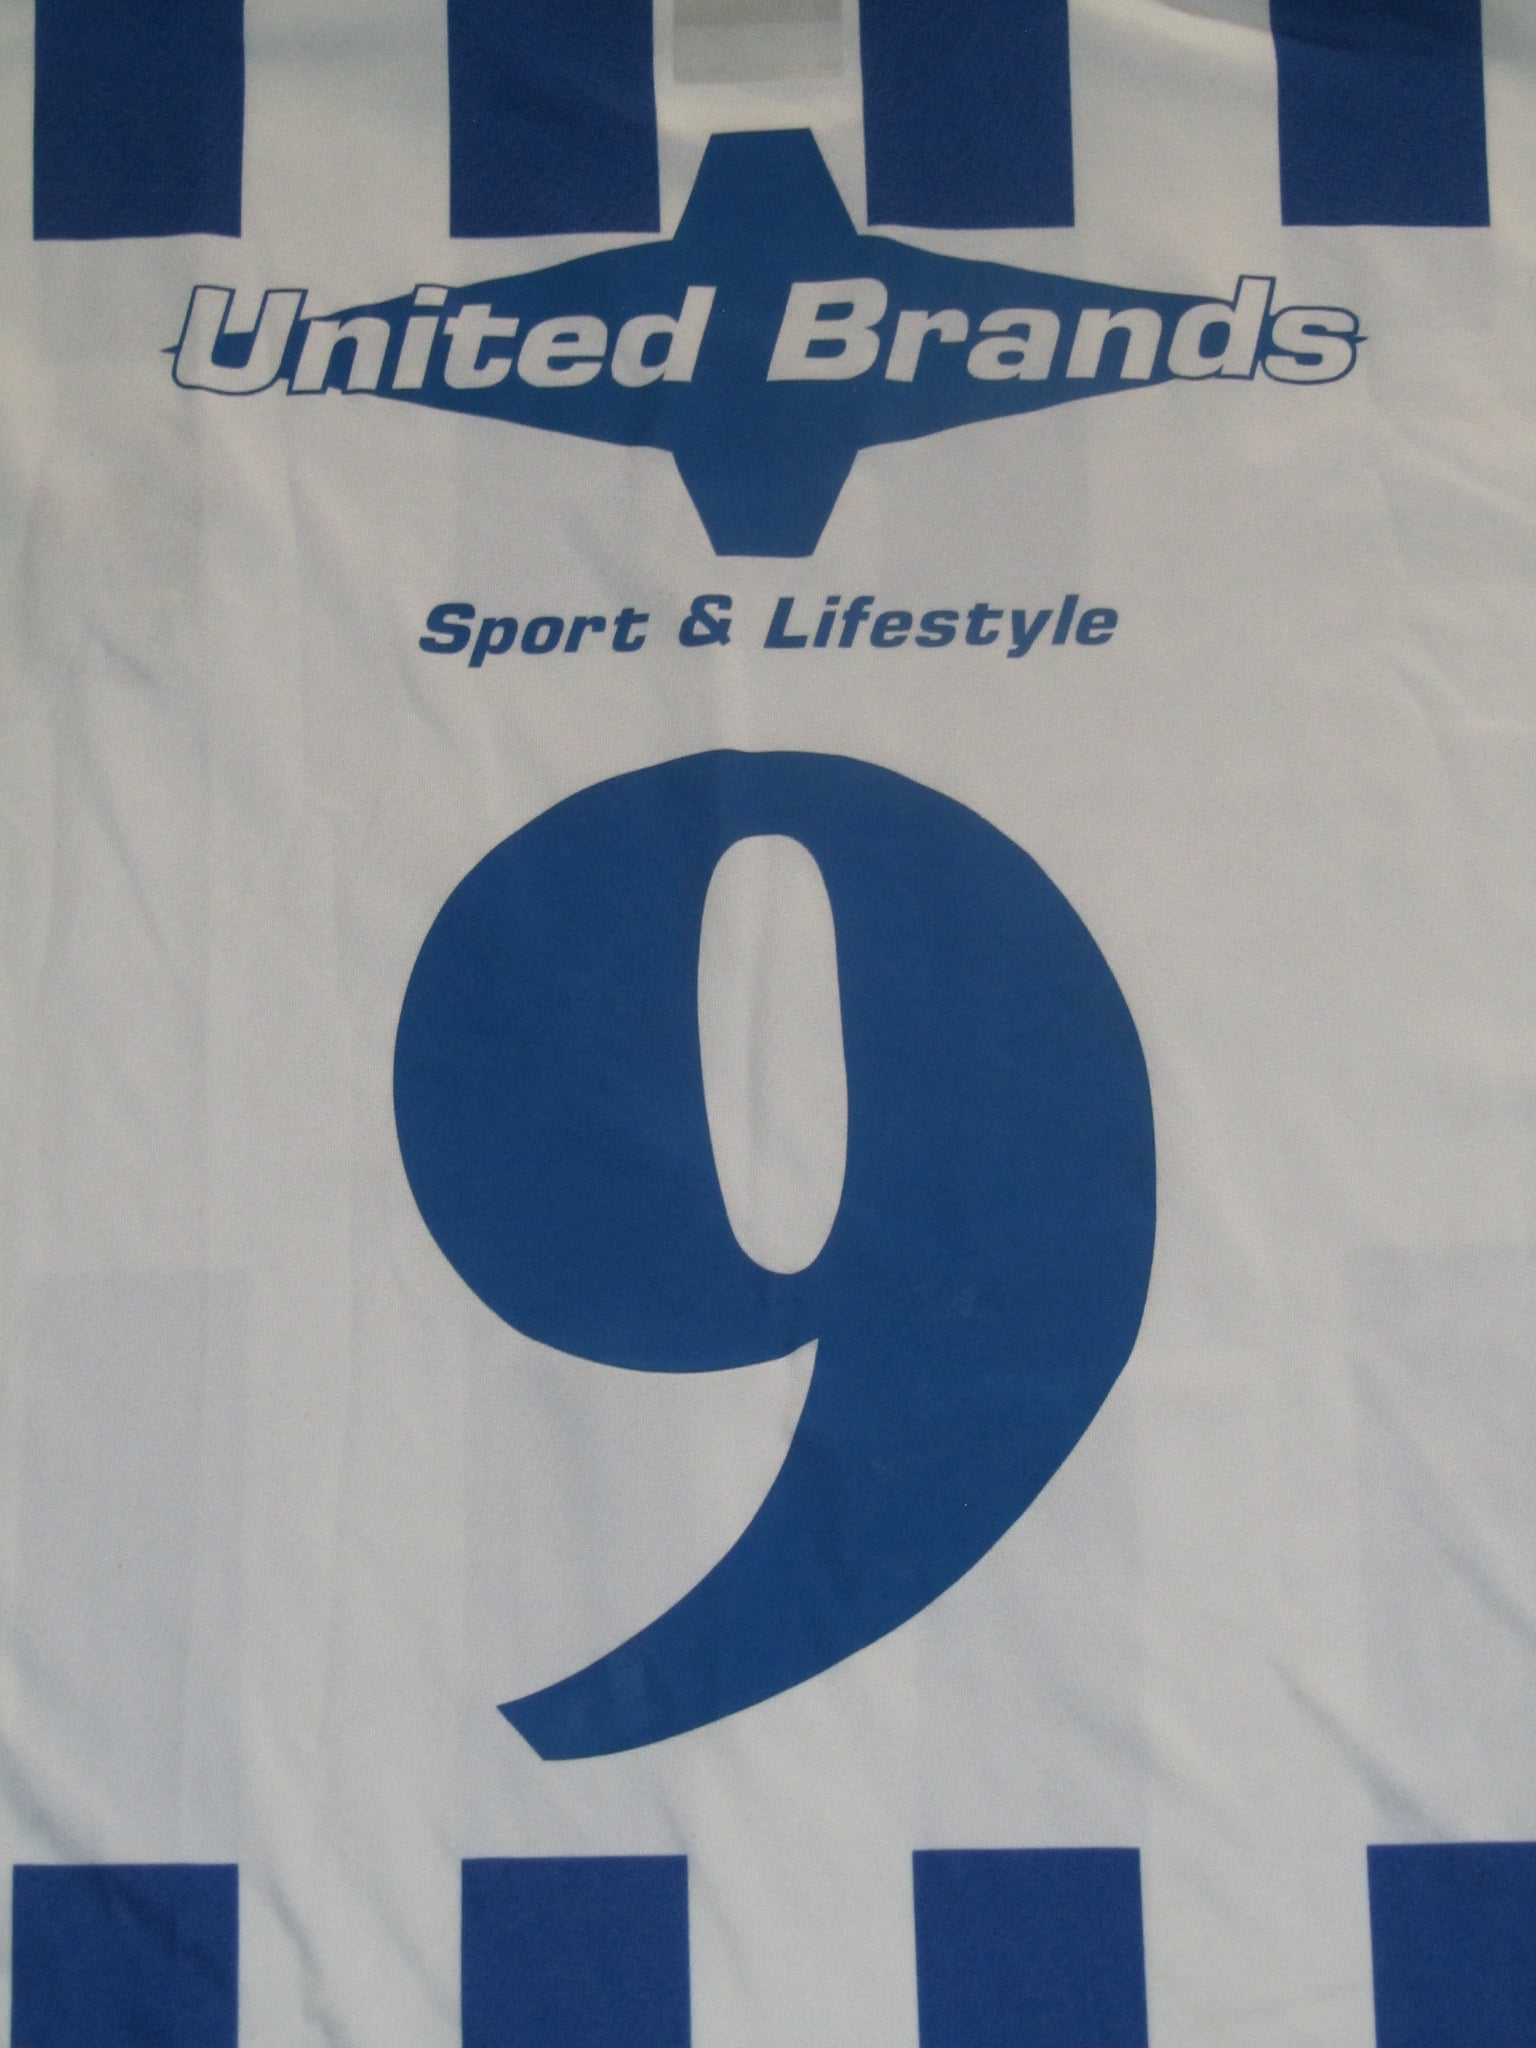 United Brands
Sport & Lifestyle
9